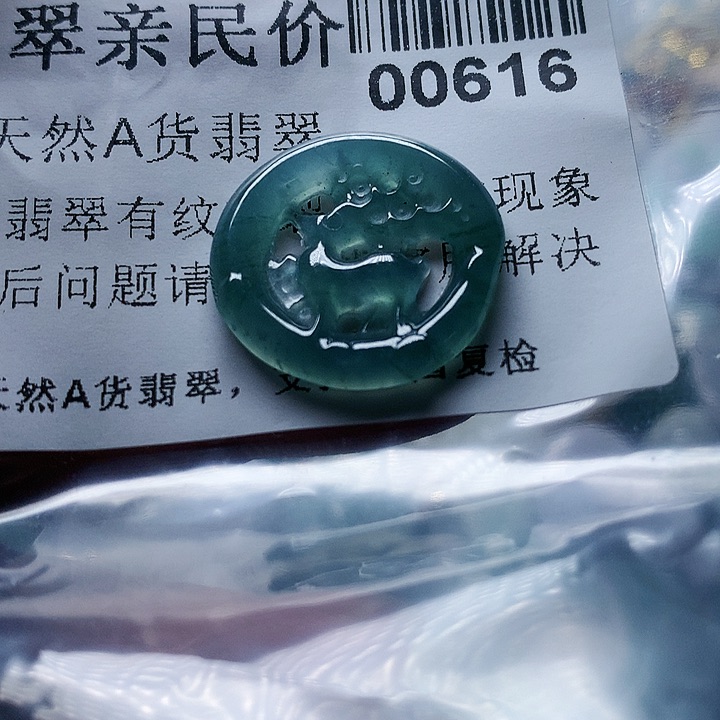 翠亲民价
00616
天然A货翡翠
翡翠有纹 现象
后问题请 解决
天然A货翡翠， 复检